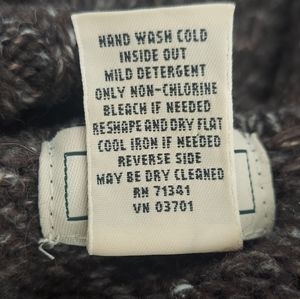 HAND WASH COLD
INSIDE OUT
MILD DETERGENT
ONLY NON-CHLORINE
BLEACH IF NEEDED
RESHAPE AND DRY FLAT
COOL IRON IF NEEDED
REVERSE SIDE
MAY BE DRY CLEANED
RN 71341
VN 03701